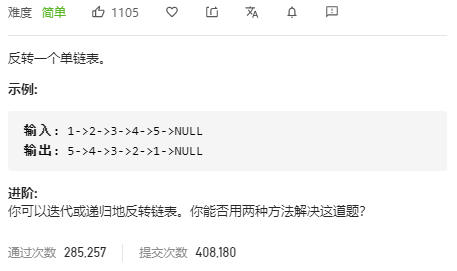 难度 简单 1105
反转一个单链表。
示例:
输入: 1->2->3->4->5->NULL
输出: 5->4->3->2->1->NULL
进阶:
你可以迭代或递归地反转链表。你能否用两种方法解决这道题？
通过次数 285,257 提交次数 408,180